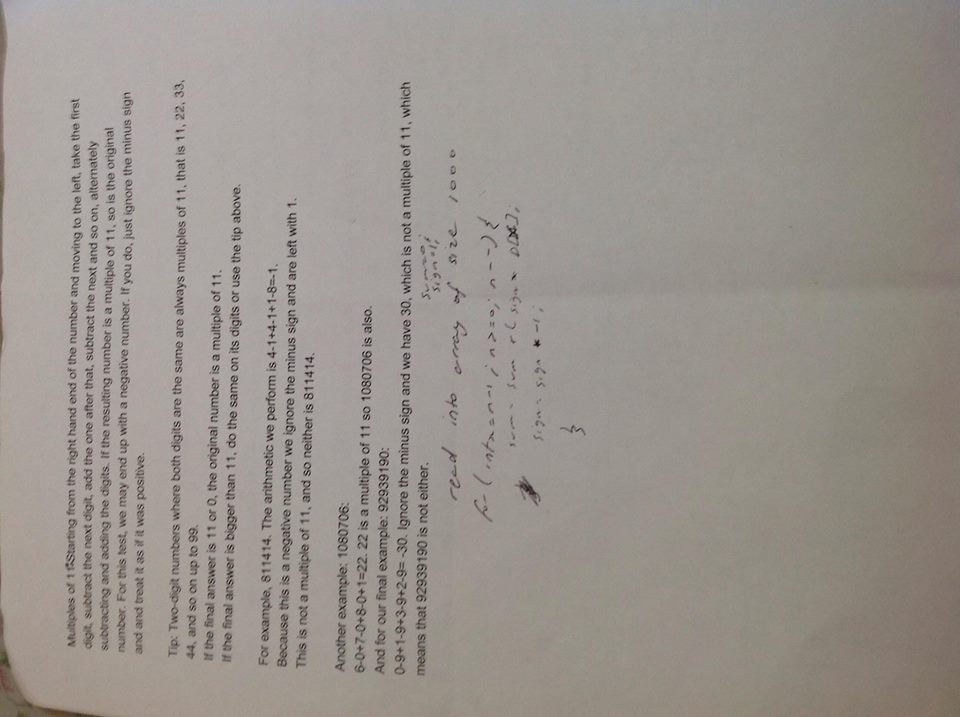 Multiples of 11: Starting from the right hand end of the number and moving to the left, take the first
digit, subtract the next digit, add the one after that, subtract the next and so on, alternately
subtracting and adding the digits. If the resulting number is a multiple of 11, so is the original
number. For this test, we may end up with a negative number. If you do, just ignore the minus sign
and and treat it as if it was positive.
Tip: Two-digit numbers where both digits are the same are always multiples of 11, that is 11, 22, 33,
44, and so on up to 99.
If the final answer is 11 or 0, the original number is a multiple of 11.
If the final answer is bigger than 11, do the same on its digits or use the tip above.
For example, 811414. The arithmetic we perform is 4-1+4-1+1-8=-1.
Because this is a negative number we ignore the minus sign and are left with 1.
This is not a multiple of 11, and so neither is 811414.
Another example: 1080706:
6-0+7-0+8-0+1=22. 22 is a multiple of 11 so 1080706 is also.
And for our final example: 92939190:
0-9+1-9+3-9+2-9= -30. Ignore the minus sign and we have 30, which is not a multiple of 11, which
means that 92939190 is not either.
sum=0;
sign=1;
read into array of size 1000
for (int x=n-1; n>=0; n--) {
sum = sum + (sign *
sign = sign * -1;
}